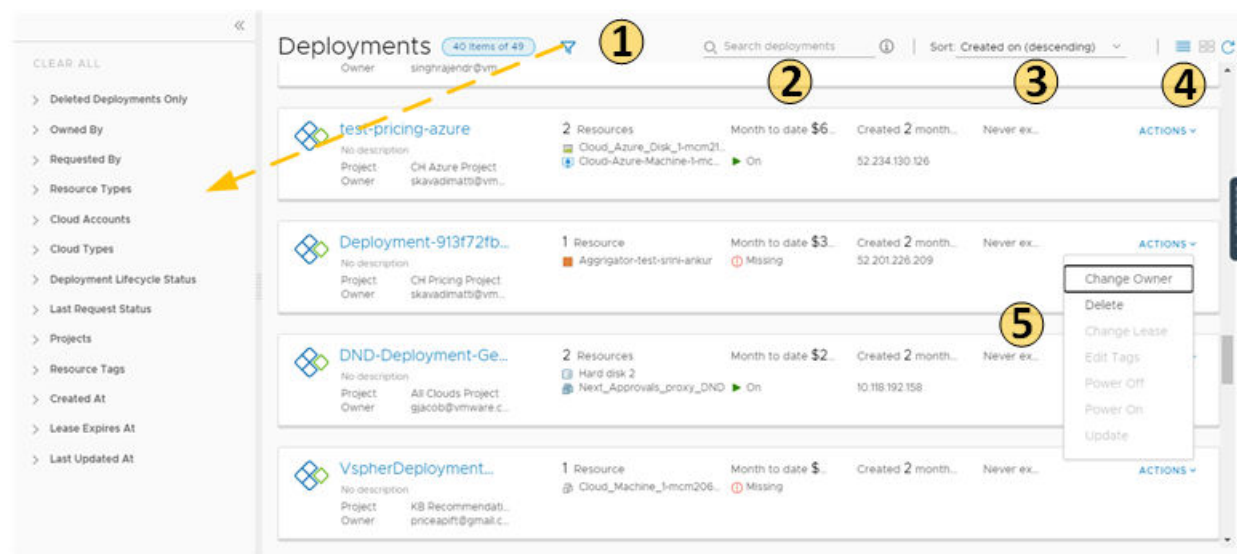 CLEAR ALL
Deleted Deployments Only
Owned By
Requested By
Resource Types
Cloud Accounts
Cloud Types
Deployment Lifecycle Status
Last Request Status
Projects
Resource Tags
Created At
Lease Expires At
Last Updated At
Deployments 40 items of 49 1 Search deployments Sort: Created on (descending)
2 3 4
Owner singhrajendr@vm...
test-pricing-azure 2 Resources Month to date $6... Created 2 month... Never ex... ACTIONS
No description Cloud_Azure_Disk_1-mcm21...
Cloud-Azure-Machine-1-mc... On 52.234.130.126
Project CH Azure Project
Owner skavadimatti@vm...
Deployment-913f72fb... 1 Resource Month to date $3... Created 2 month... Never ex... ACTIONS
No description Aggrigator-test-srini-ankur Missing 52.201.226.209
Project CH Pricing Project
Owner skavadimatti@vm...
Change Owner
Delete
Change Lease
Edit Tags
Power Off
Power On
Update
5
DND-Deployment-Ge... 2 Resources Month to date $2... Created 2 month... Never ex...
No description Hard disk 2
Next_Approvals_proxy_DND On 10.118.192.158
Project All Clouds Project
Owner gjacob@vmware.c...
VspherDeployment... 1 Resource Month to date $... Created 2 month... Never ex... ACTIONS
No description Cloud_Machine_1-mcm206... Missing
Project KB Recommendati...
Owner priceapift@gmail.c...